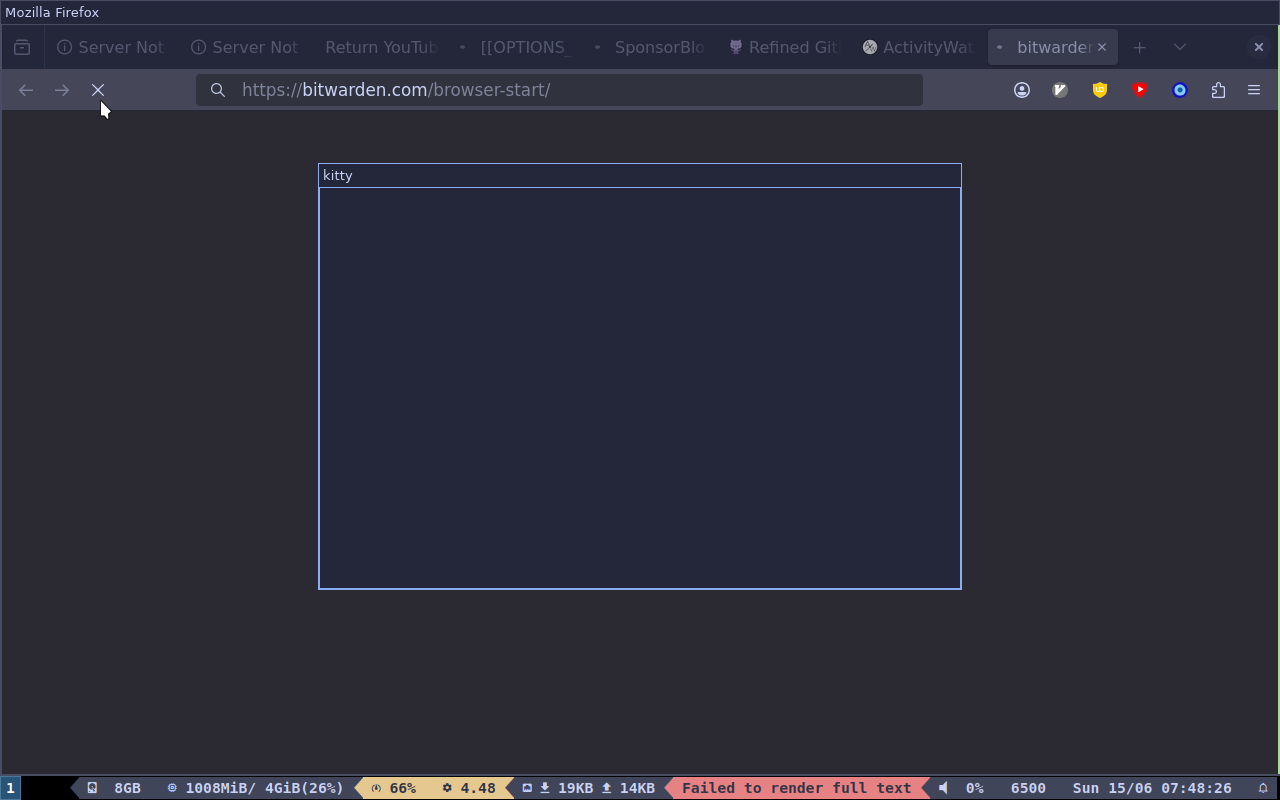 Mozilla Firefox
Server Not
Server Not
Return YouTub
[[OPTIONS_
SponsorBlo
Refined Git
ActivityWat
bitwarden
https://bitwarden.com/browser-start/
kitty
1
8GB
1008MiB/ 4GiB(26%)
66%
4.48
19KB
14KB
Failed to render full text
0%
6500
Sun 15/06 07:48:26